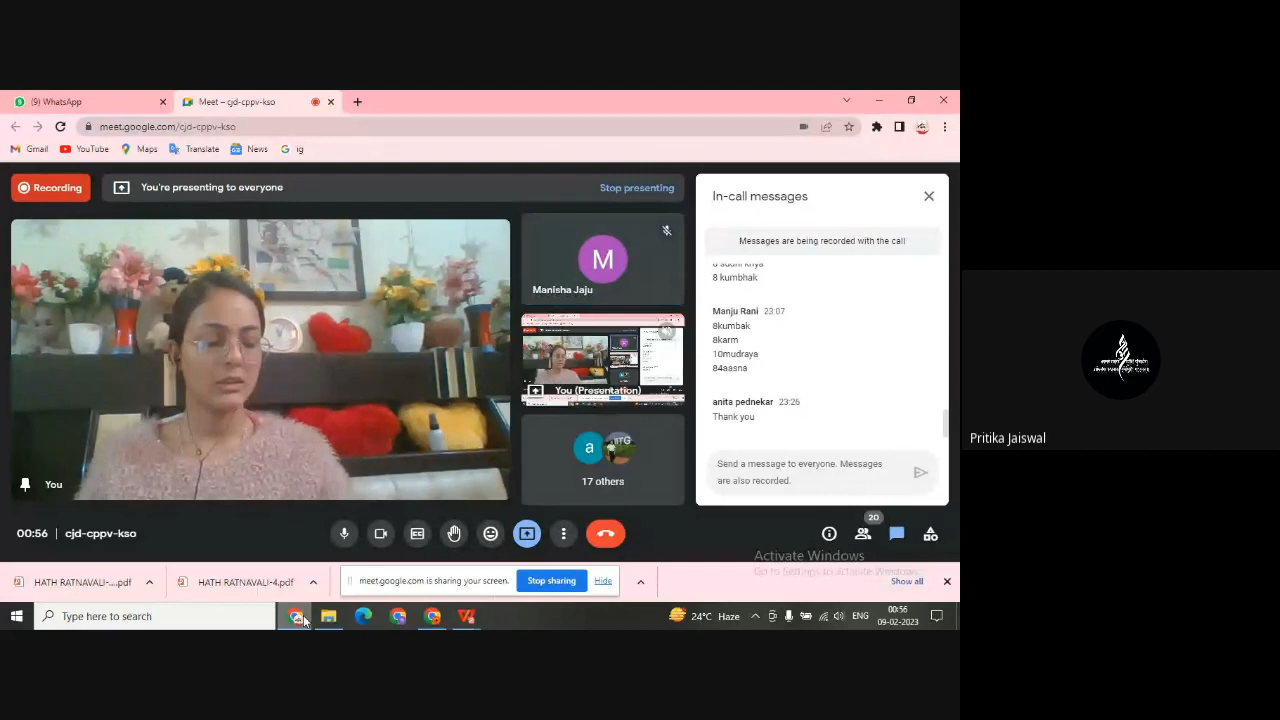 (9) WhatsApp
Meet – cjd-cppv-kso
meet.google.com/cjd-cppv-kso
Gmail
YouTube
Maps
Translate
News
ig
Recording
You're presenting to everyone
Stop presenting
You
M
Manisha Jaju
You (Presentation)
a
17 others
In-call messages
Messages are being recorded with the call
8 kumbhak
Manju Rani 23:07
8kumbak
8karm
10mudraya
84aasna
anita pednekar 23:26
Thank you
Send a message to everyone. Messages
are also recorded.
Pritika Jaiswal
00:56 | cjd-cppv-kso
20
Activate Windows
Go to Settings to activate Windows.
HATH RATNAVALI-....pdf
HATH RATNAVALI-4.pdf
meet.google.com is sharing your screen.
Stop sharing
Hide
Show all
Type here to search
24°C Haze
ENG
00:56
09-02-2023